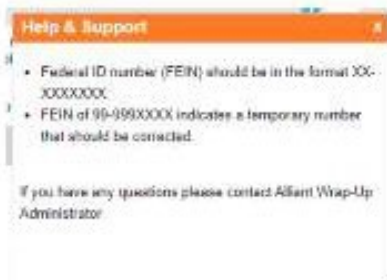 Help & Support x
Federal ID number (FEIN) should be in the format XX-
XXXXXXX
FEIN of 99-999XXXX indicates a temporary number
that should be corrected.
If you have any questions please contact Alliant Wrap-Up
Administrator